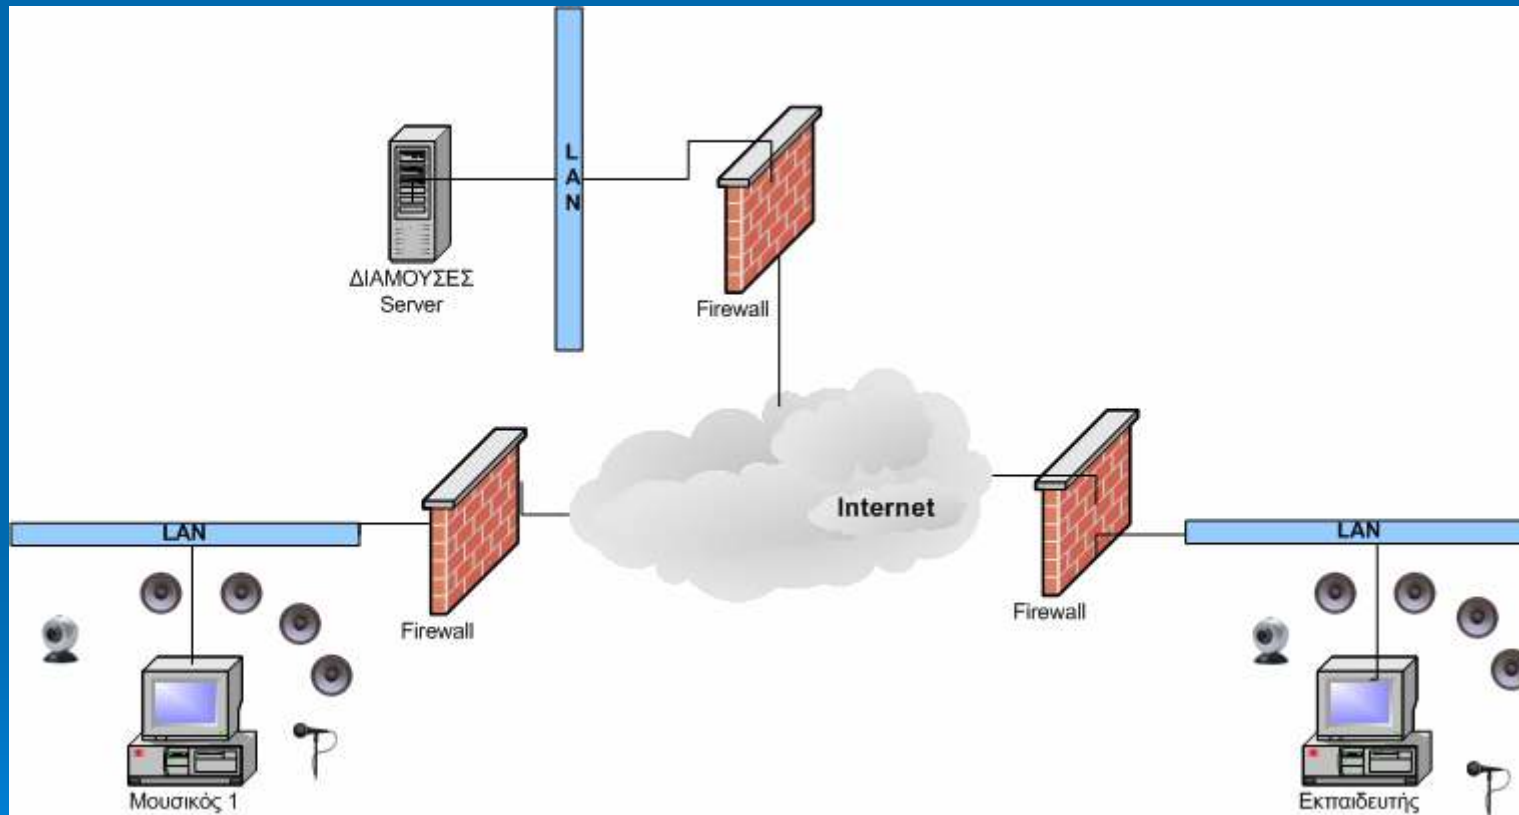 L
A
N
ΔΙΑΜΟΥΣΕΣ
Server
Firewall
Internet
LAN
LAN
Firewall
Firewall
Μουσικός 1
Εκπαιδευτής